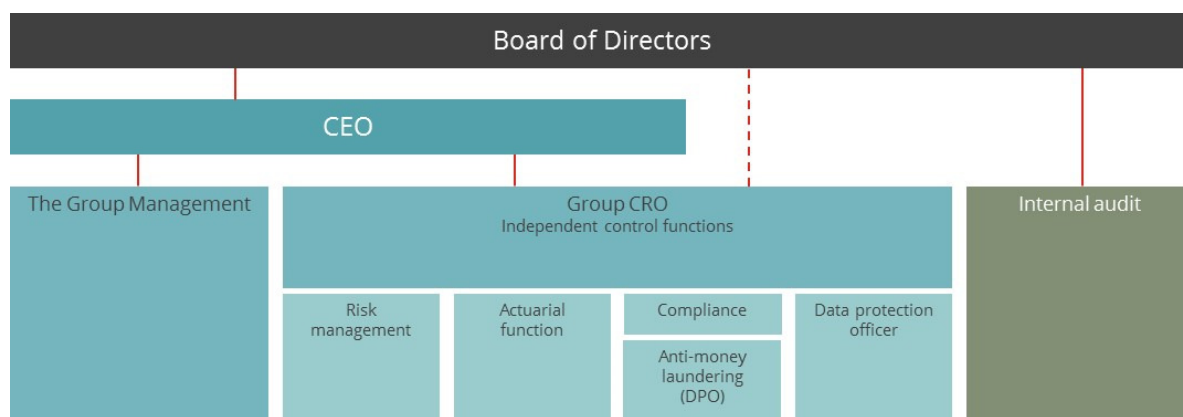 Board of Directors
CEO
The Group Management
Group CRO
Independent control functions
Internal audit
Risk
management
Actuarial
function
Compliance
Anti-money
laundering
(DPO)
Data protection
officer